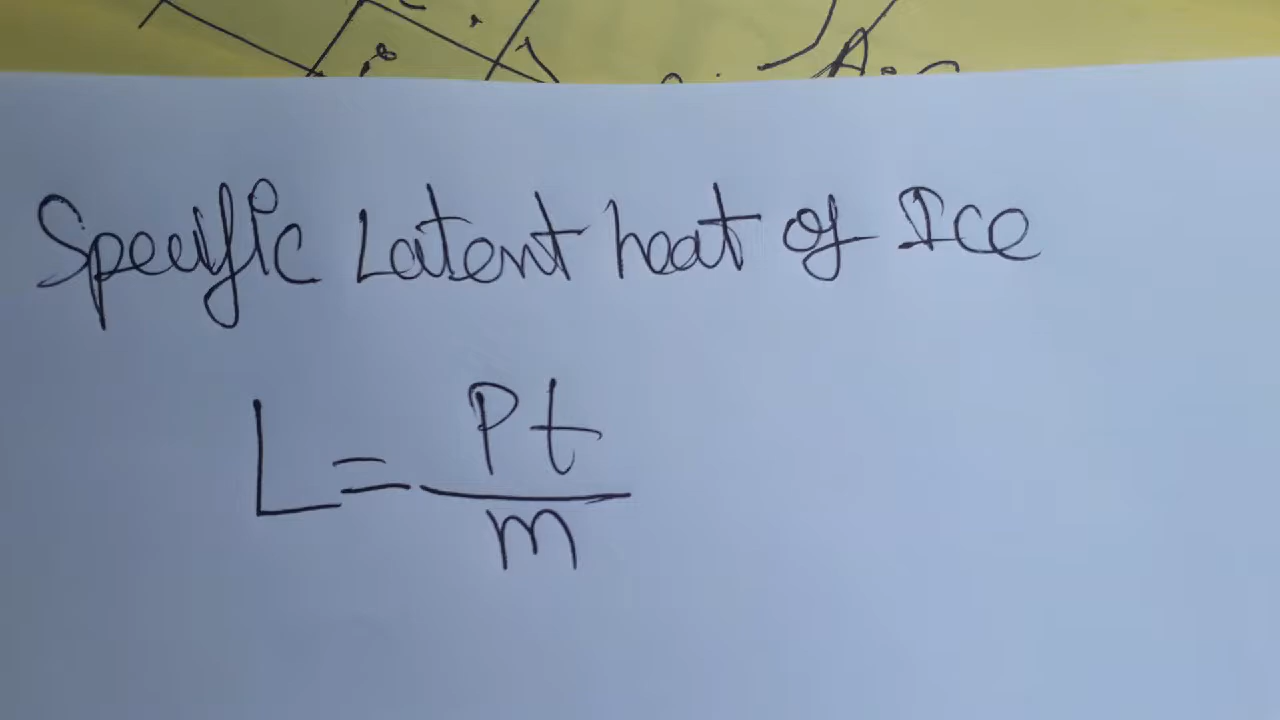 Specific Latent heat of Ice
L = Pt
m